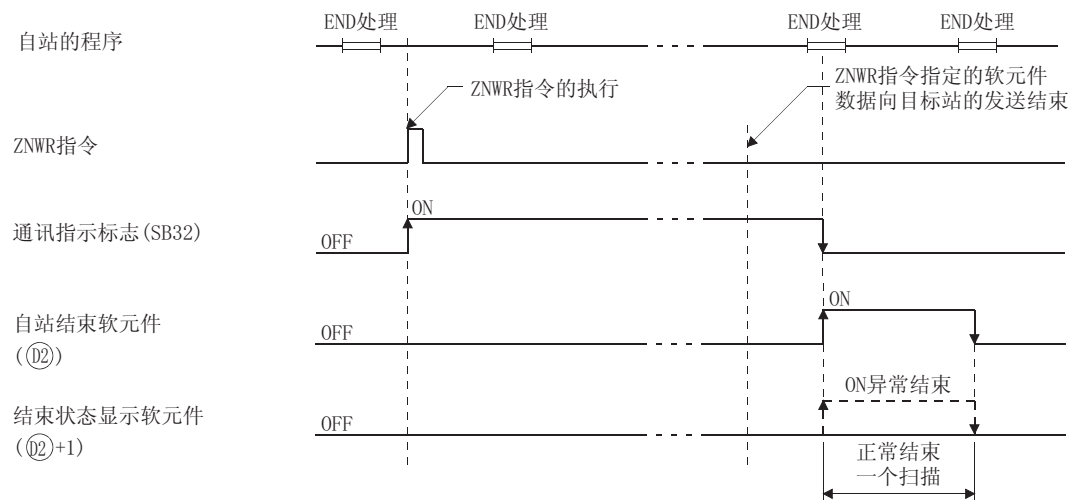 END处理 END处理 END处理 END处理
自站的程序
ZNWR指令的执行
ZNWR指令指定的软元件
数据向目标站的发送结束
ZNWR指令
ON
通讯指示标志(SB32)
OFF
ON
自站结束软元件
OFF
(D2)
ON异常结束
结束状态显示软元件
OFF
(D2+1)
正常结束
一个扫描